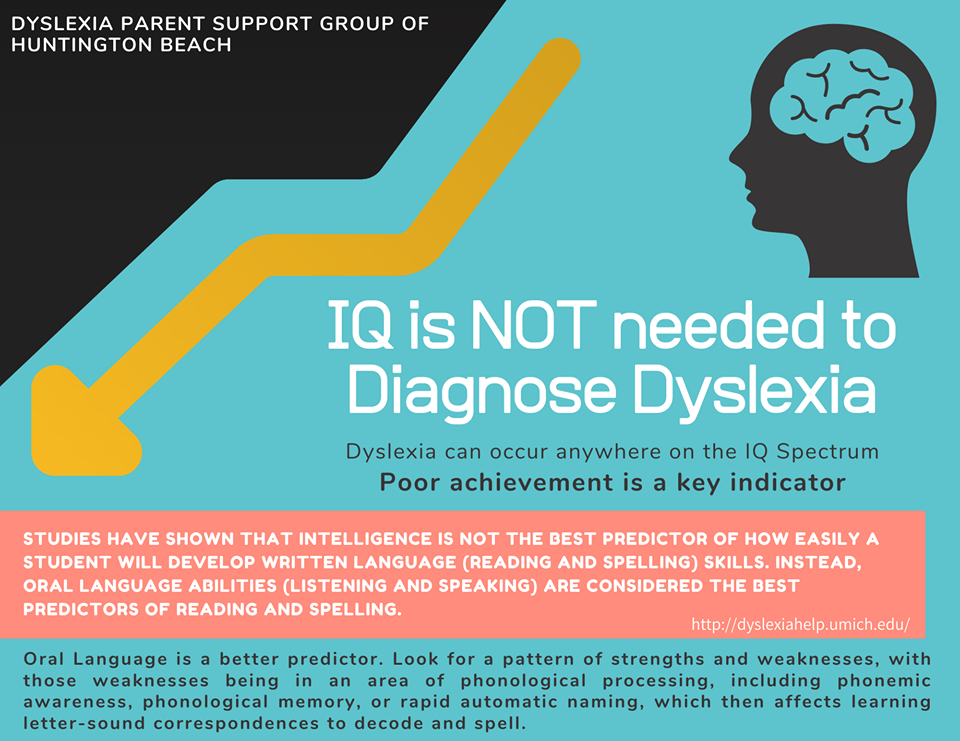 DYSLEXIA PARENT SUPPORT GROUP OF
HUNTINGTON BEACH
IQ is NOT needed to
Diagnose Dyslexia
Dyslexia can occur anywhere on the IQ Spectrum
Poor achievement is a key indicator
STUDIES HAVE SHOWN THAT INTELLIGENCE IS NOT THE BEST PREDICTOR OF HOW EASILY A
STUDENT WILL DEVELOP WRITTEN LANGUAGE (READING AND SPELLING) SKILLS. INSTEAD,
ORAL LANGUAGE ABILITIES (LISTENING AND SPEAKING) ARE CONSIDERED THE BEST
PREDICTORS OF READING AND SPELLING.
http://dyslexiahelp.umich.edu/
Oral Language is a better predictor. Look for a pattern of strengths and weaknesses, with
those weaknesses being in an area of phonological processing, including phonemic
awareness, phonological memory, or rapid automatic naming, which then affects learning
letter-sound correspondences to decode and spell.